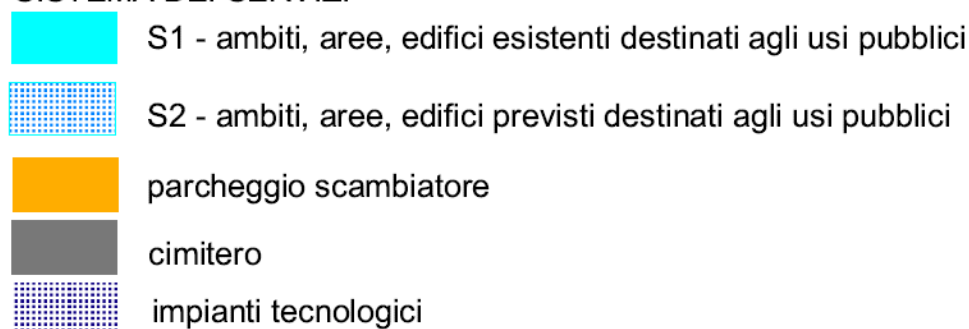 S1 - ambiti, aree, edifici esistenti destinati agli usi pubblici
S2 - ambiti, aree, edifici previsti destinati agli usi pubblici
parcheggio scambiatore
cimitero
impianti tecnologici